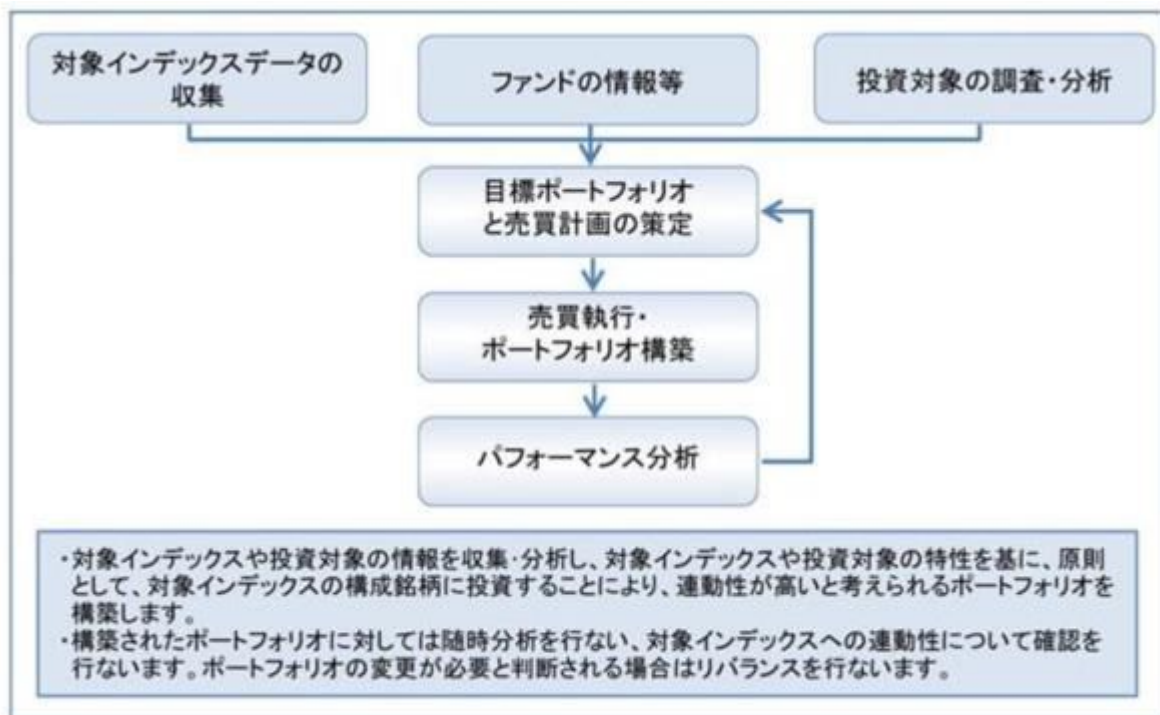 対象インデックスデータの
収集
ファンドの情報等
投資対象の調査・分析
目標ポートフォリオ
と売買計画の策定
売買執行・
ポートフォリオ構築
パフォーマンス分析
・対象インデックスや投資対象の情報を収集・分析し、対象インデックスや投資対象の特性を基に、原則
として、対象インデックスの構成銘柄に投資することにより、連動性が高いと考えられるポートフォリオを
構築します。
・構築されたポートフォリオに対しては随時分析を行ない、対象インデックスへの連動性について確認を
行ないます。ポートフォリオの変更が必要と判断される場合はリバランスを行ないます。